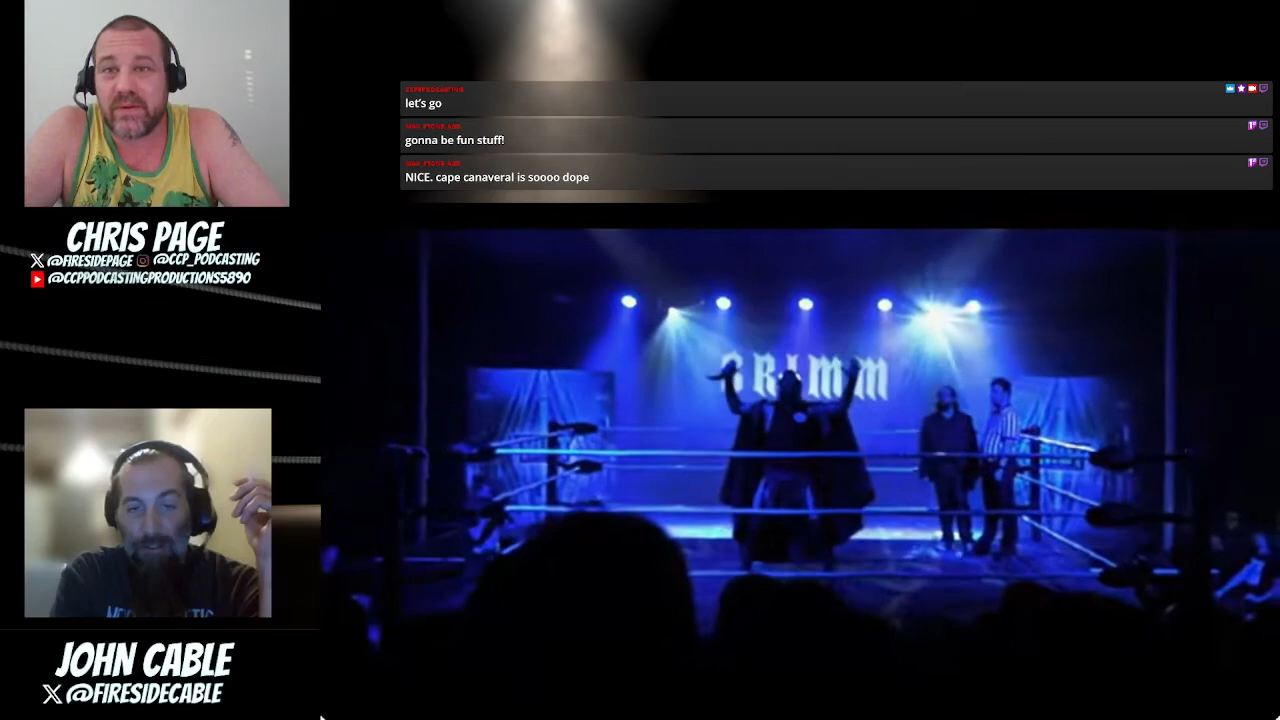 let's go
gonna be fun stuff!
NICE. cape canaveral is soooo dope
CHRIS PAGE
@FIRESIDEPAGE @CCP_PODCASTING
@CCPPODCASTINGPRODUCTIONS5890
GRIMM
JOHN CABLE
@FIRESIDECABLE